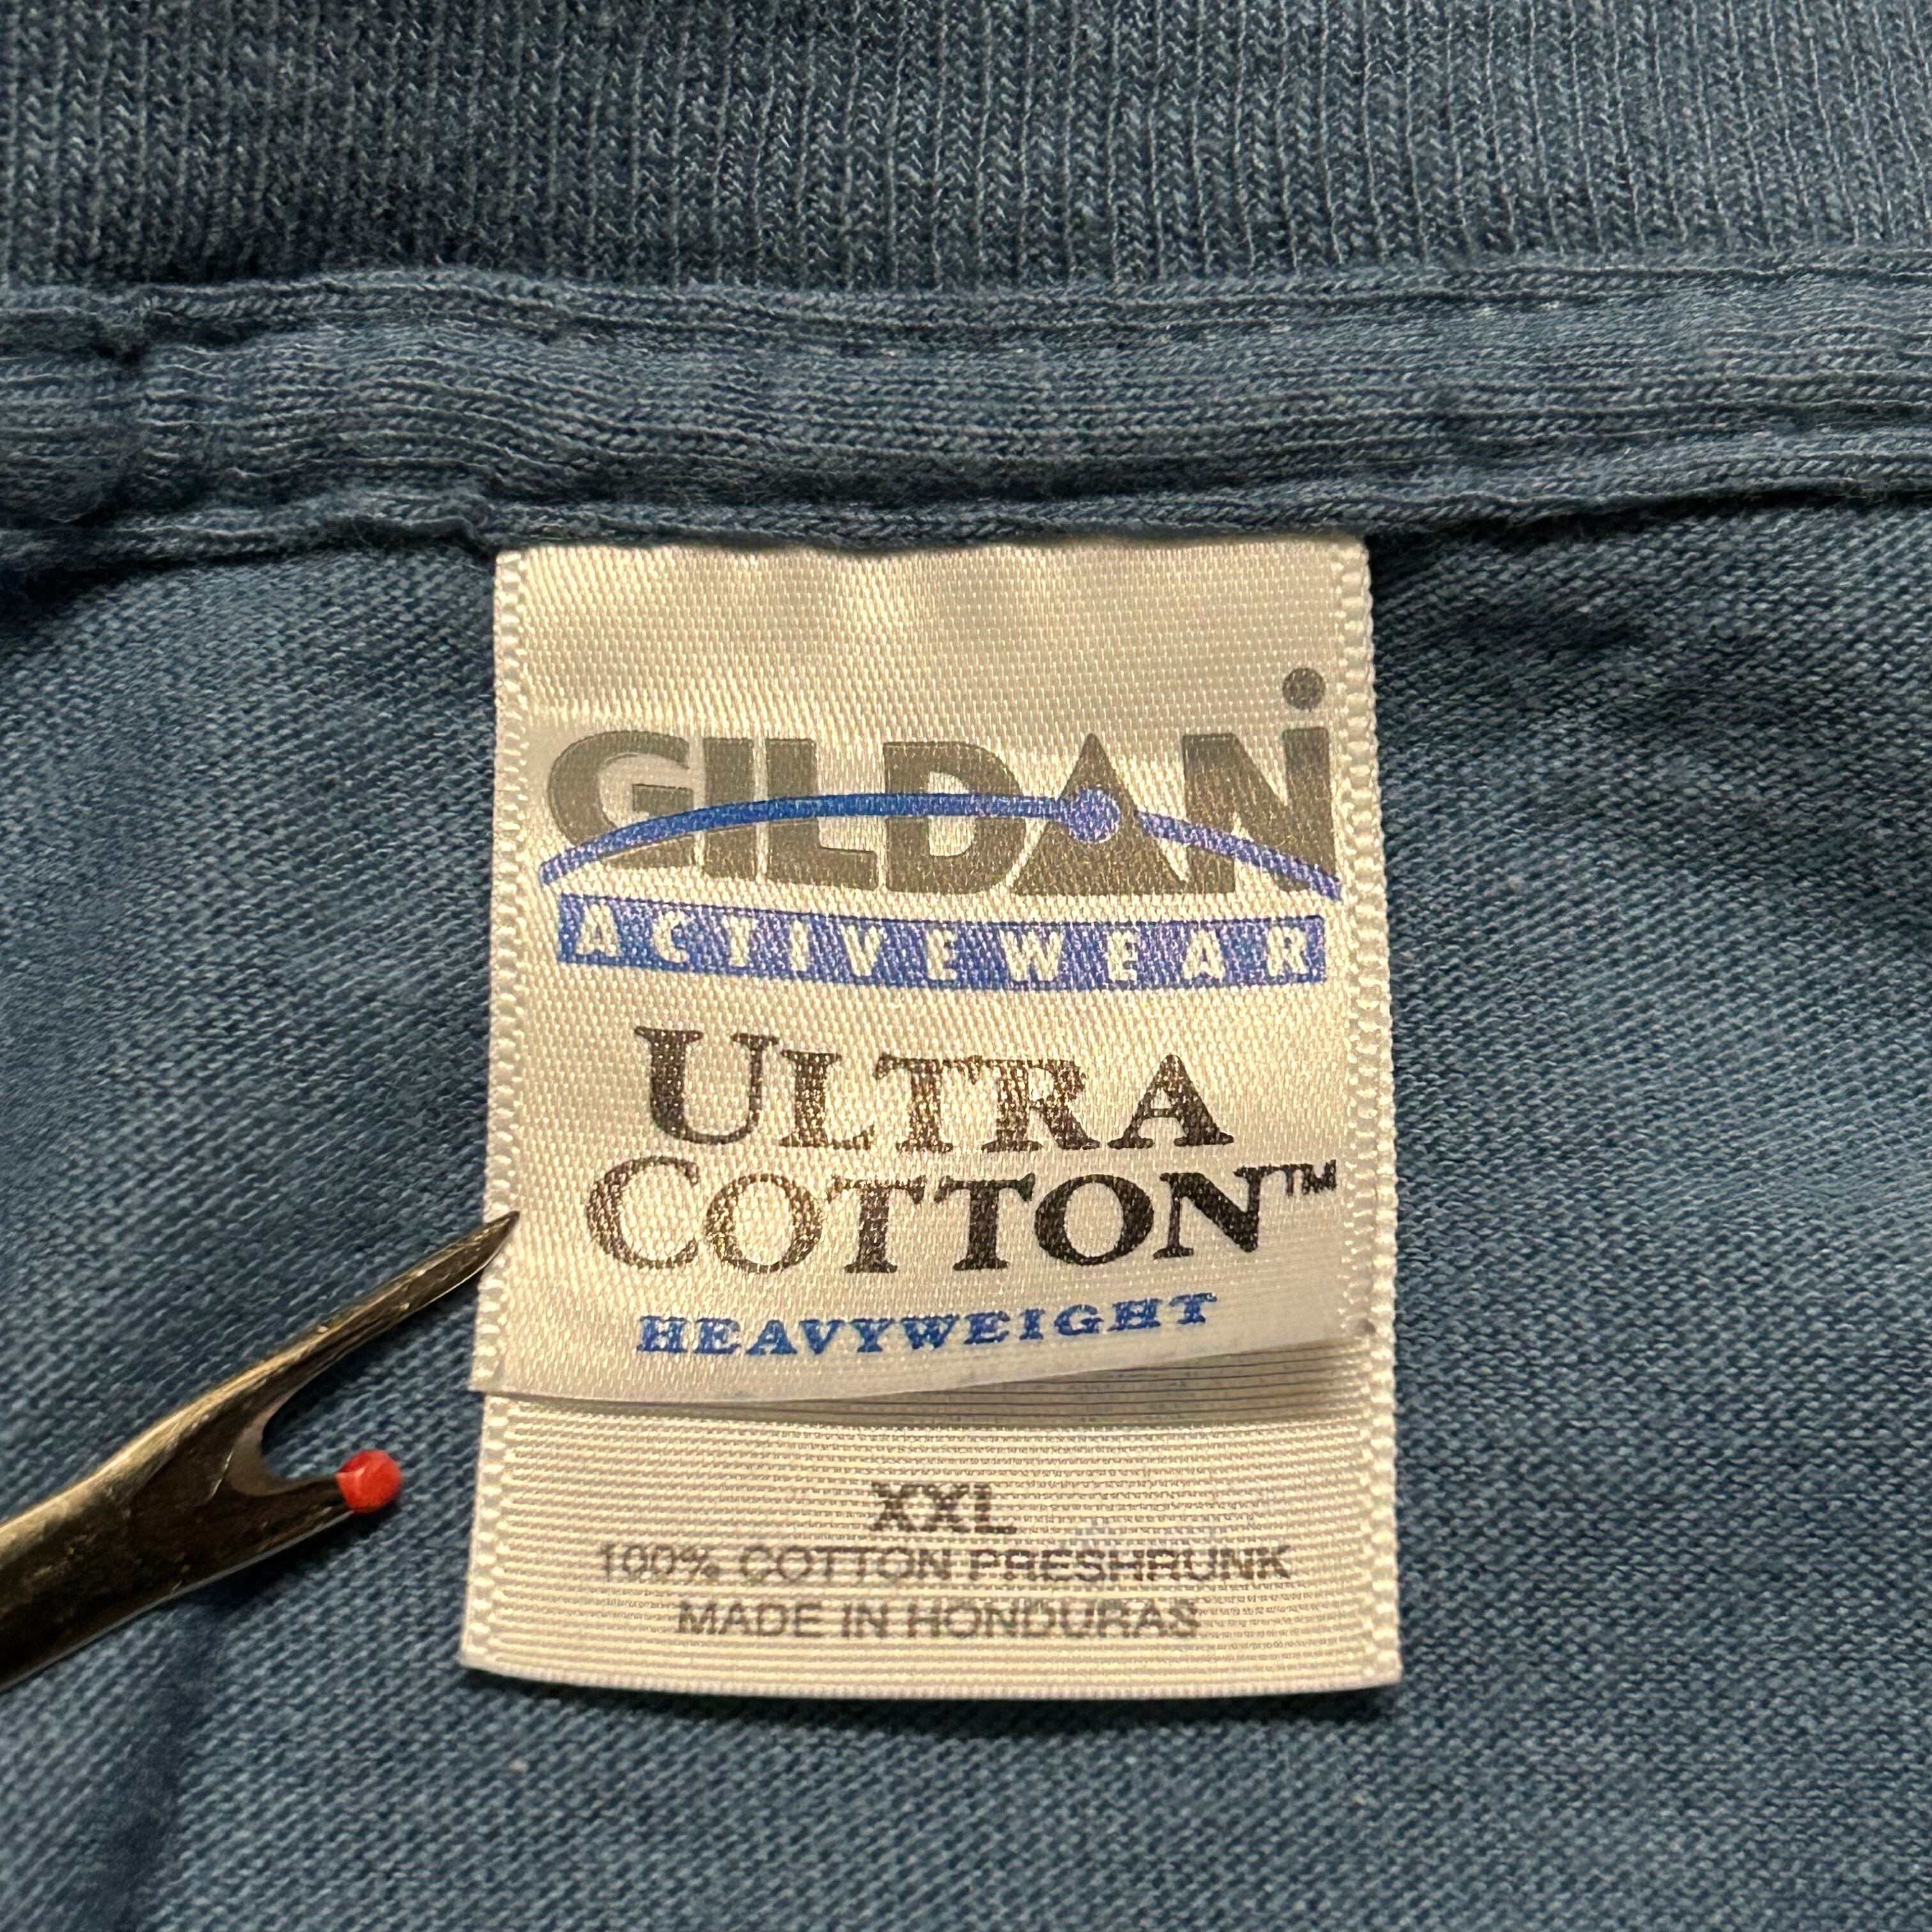 GILDAN
ACTIVEWEAR
ULTRA
COTTON™
HEAVYWEIGHT
XXL
100% COTTON PRESHRUNK
MADE IN HONDURAS